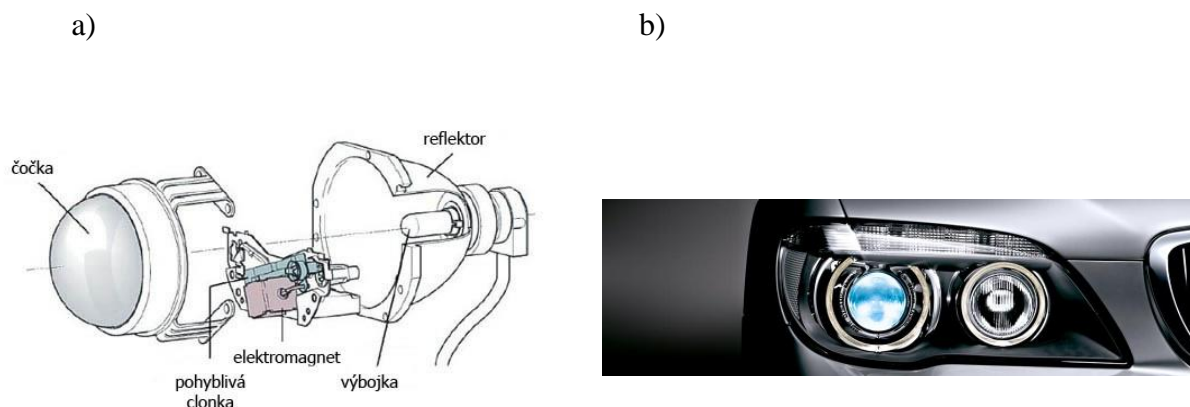 a)
b)
reflektor
čočka
elektromagnet
pohyblivá
clonka
výbojka